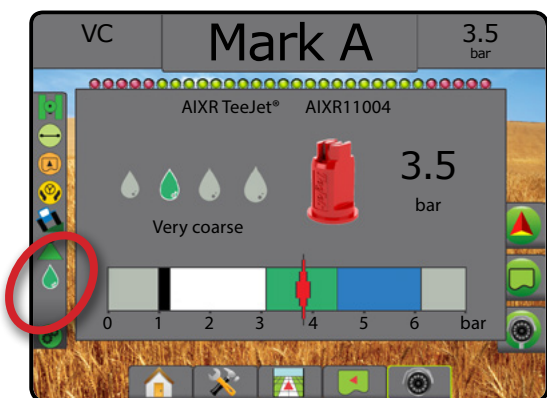 VC
Mark A
3.5
bar
AIXR TeeJet® AIXR11004
3.5
bar
Very coarse
0 1 2 3 4 5 6 bar